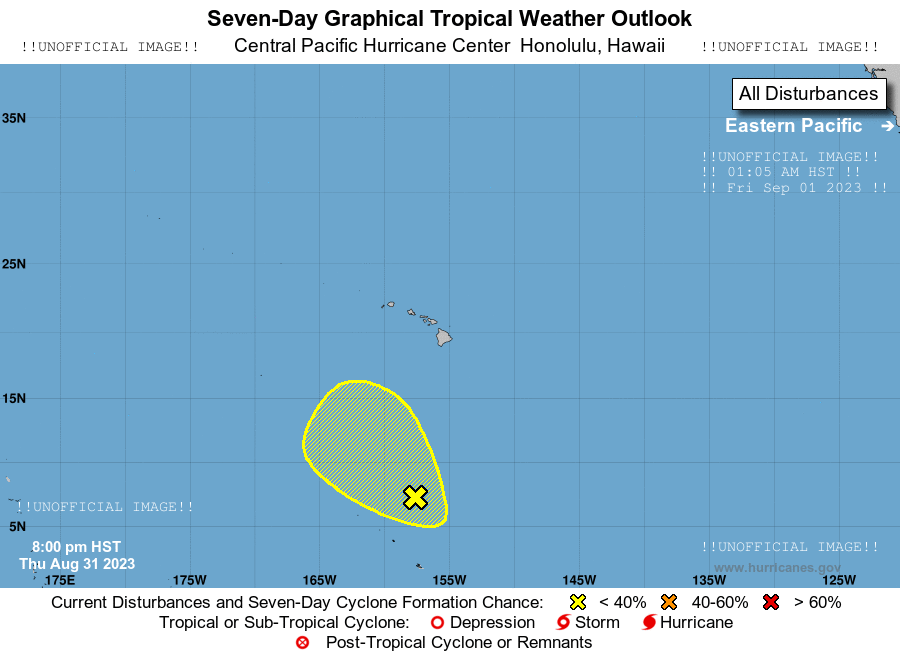 Seven-Day Graphical Tropical Weather Outlook
!!UNOFFICIAL IMAGE!! Central Pacific Hurricane Center Honolulu, Hawaii !!UNOFFICIAL IMAGE!!
All Disturbances
35N
Eastern Pacific →
!!UNOFFICIAL IMAGE!!
!! 01:05 AM HST !!
!! Fri Sep 01 2023 !!
25N
15N
!!UNOFFICIAL IMAGE!!
5N
8:00 pm HST
Thu Aug 31 2023
!!UNOFFICIAL IMAGE!!
www.hurricanes.gov
175E 175W 165W 155W 145W 135W 125W
Current Disturbances and Seven-Day Cyclone Formation Chance: < 40% 40-60% > 60%
Tropical or Sub-Tropical Cyclone: Depression Storm Hurricane
Post-Tropical Cyclone or Remnants